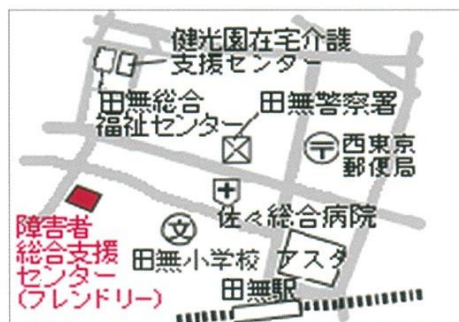 健光園在宅介護
支援センター
田無総合
福祉センター
田無警察署
西東京
郵便局
佐々総合病院
障害者
総合支援
センター
(フレンドリー)
田無小学校
アスタ
田無駅